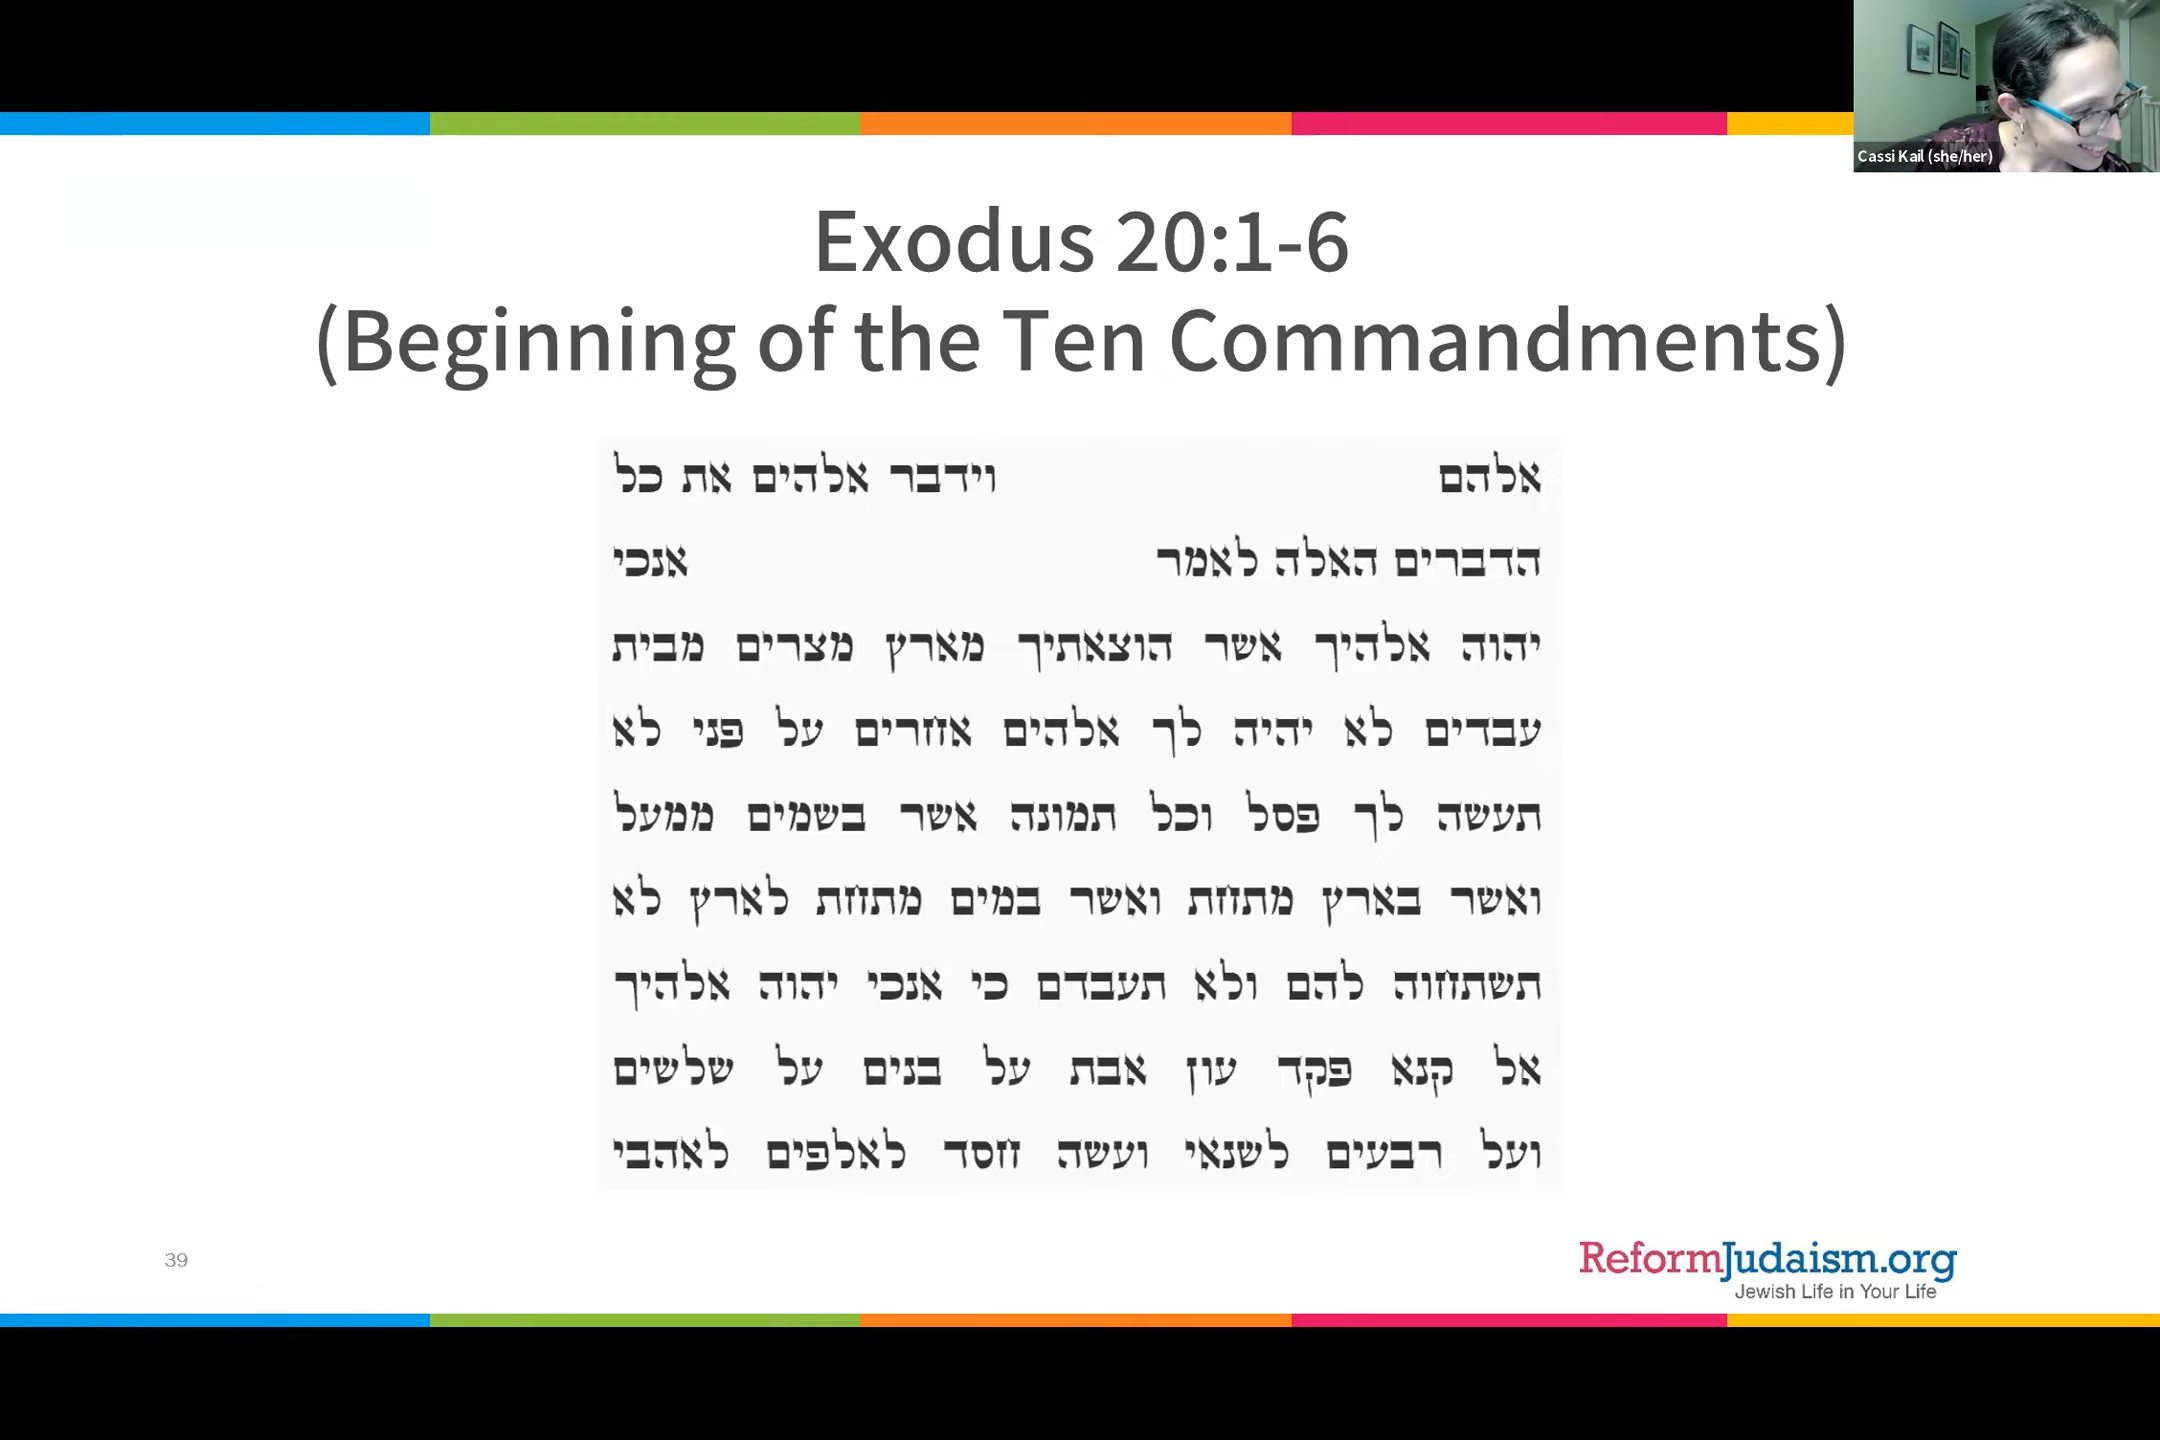 Cassi Kail (she/her)
Exodus 20:1-6
(Beginning of the Ten Commandments)
אלהם וידבר אלהים את כל
הדברים האלה לאמר אנכי
יהוה אלהיך אשר הוצאתיך מארץ מצרים מבית
עבדים לא יהיה לך אלהים אחרים על פני לא
תעשה לך פסל וכל תמונה אשר בשמים ממעל
ואשר בארץ מתחת ואשר במים מתחת לארץ לא
תשתחוה להם ולא תעבדם כי אנכי יהוה אלהיך
אל קנא פקד עון אבת על בנים על שלשים
ועל רבעים לשנאי ועשה חסד לאלפים לאהבי
39
ReformJudaism.org
Jewish Life in Your Life